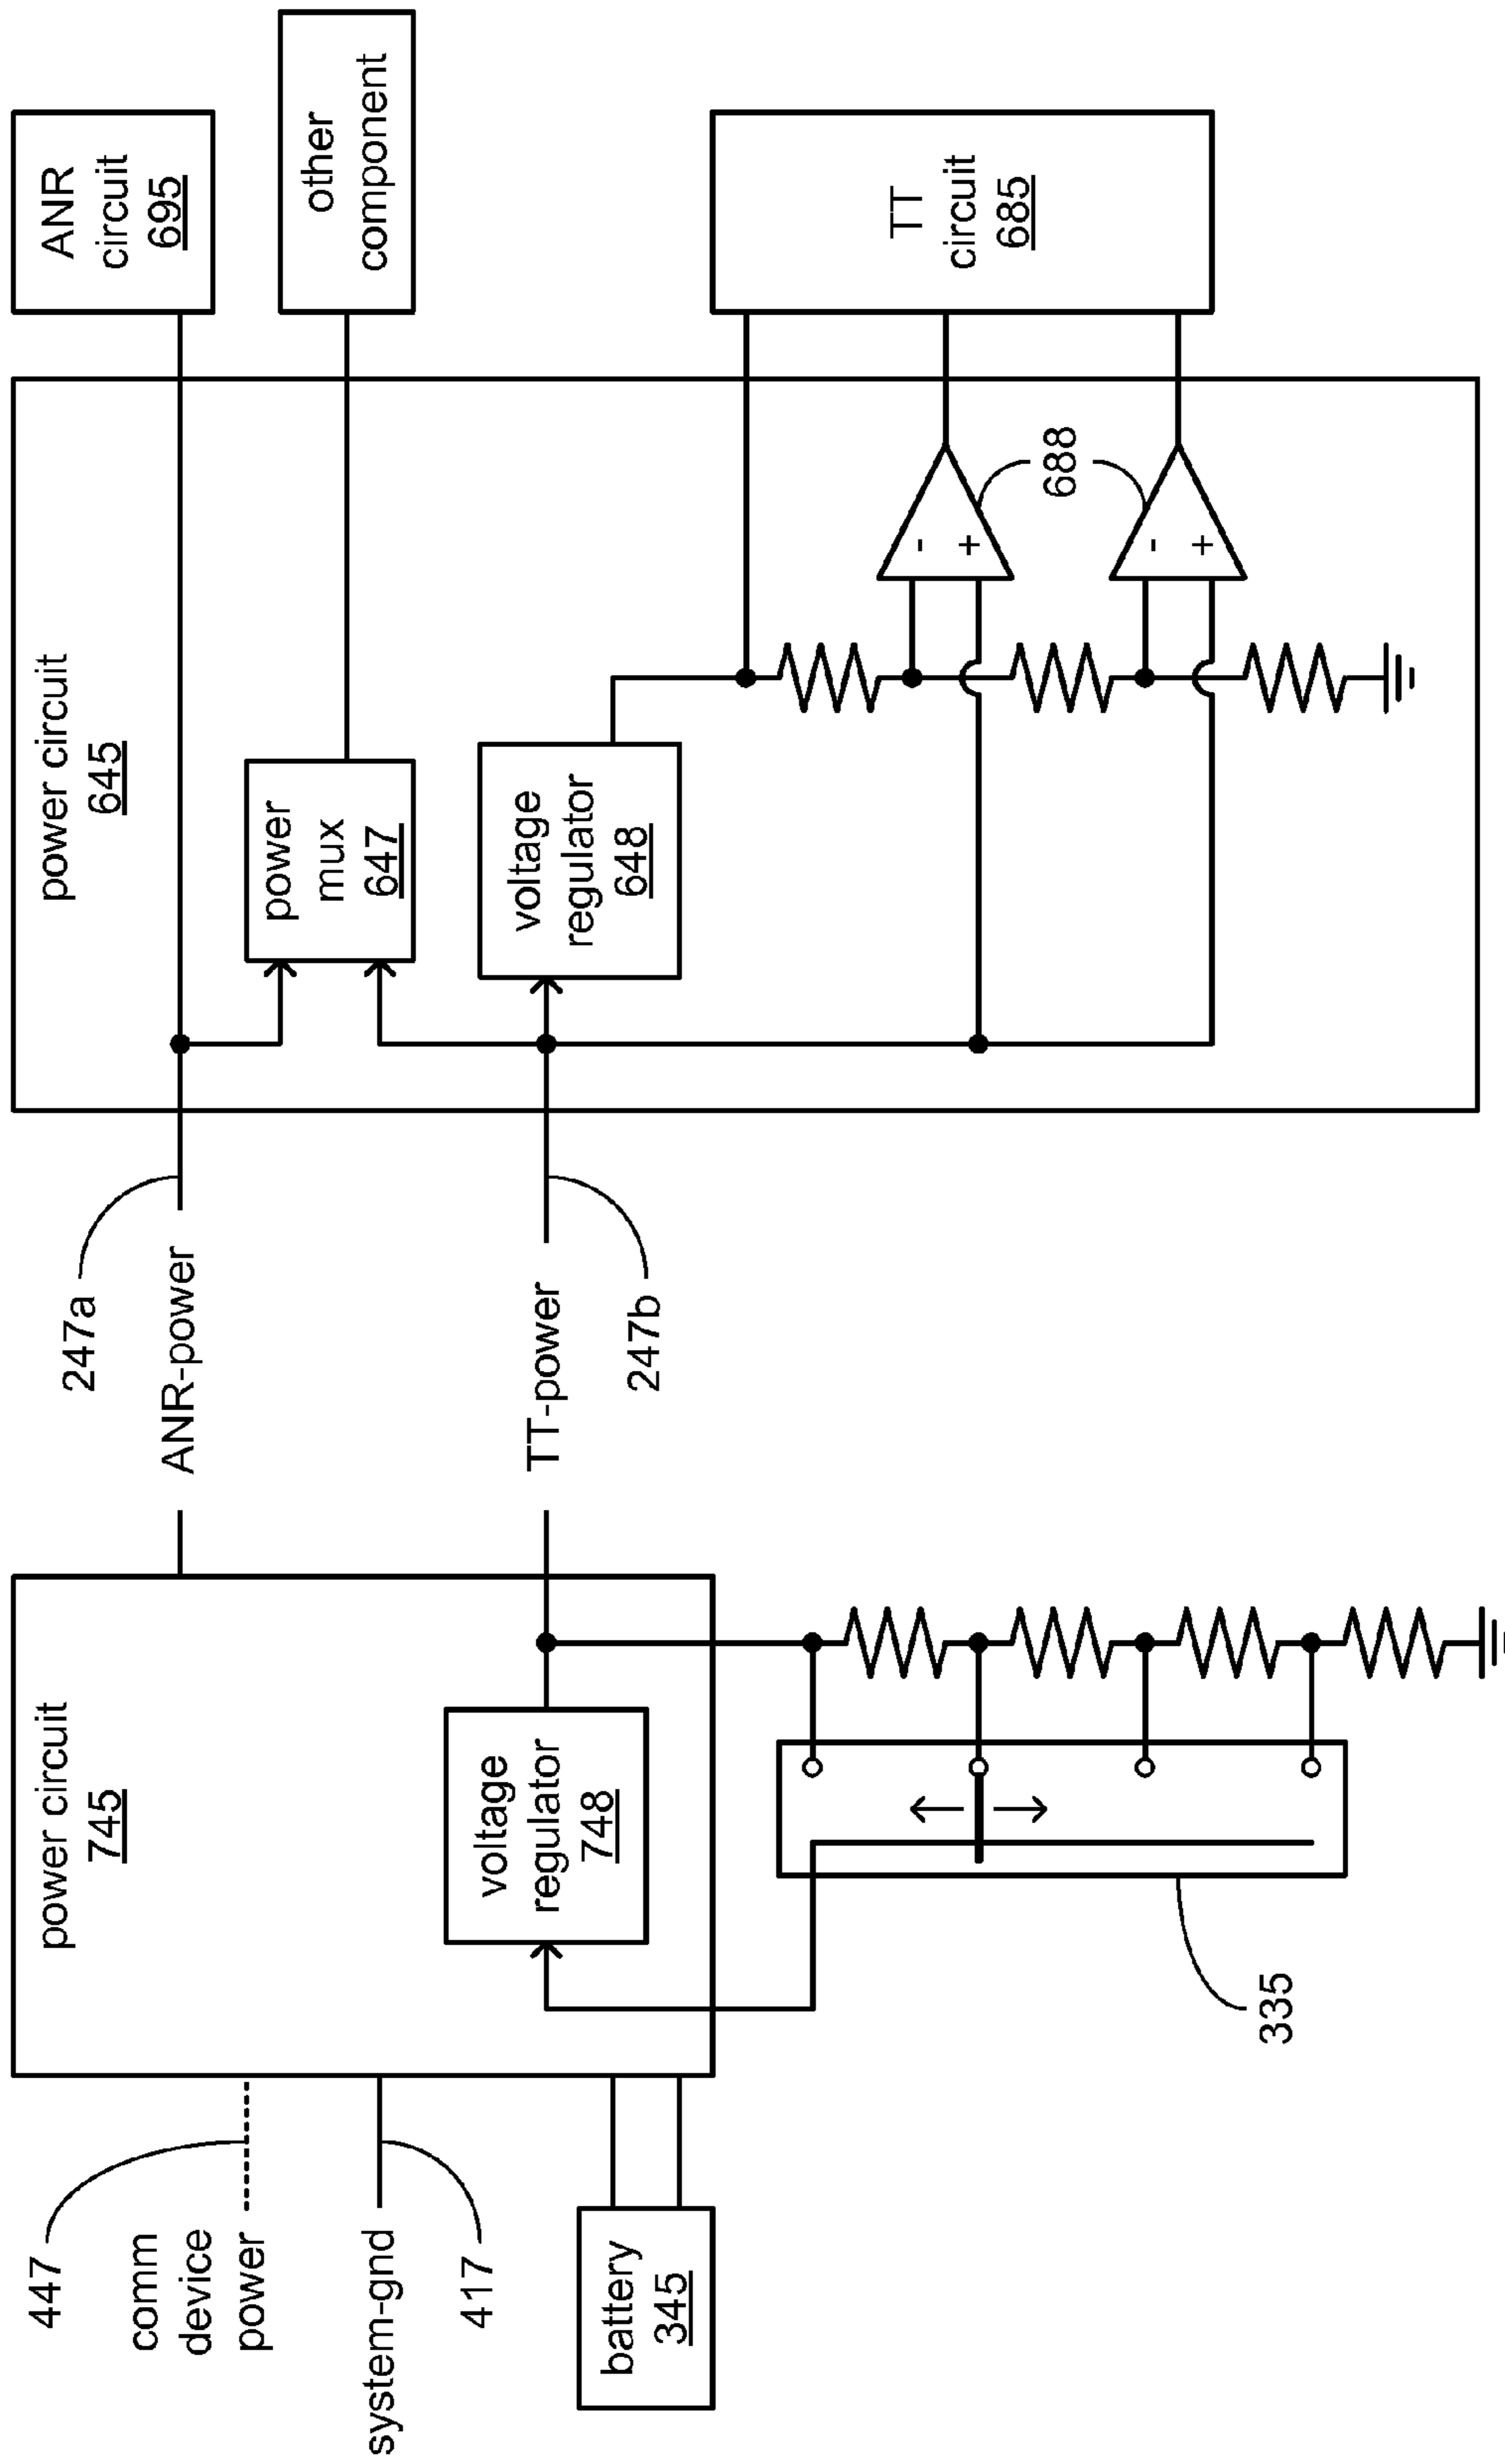 447
comm
device
power
system-gnd
417
battery
345
power circuit
745
voltage
regulator
748
335
247a
ANR-power
TT-power
247b
power circuit
645
power
mux
647
voltage
regulator
648
-
+
688
-
+
ANR
circuit
695
other
component
TT
circuit
685